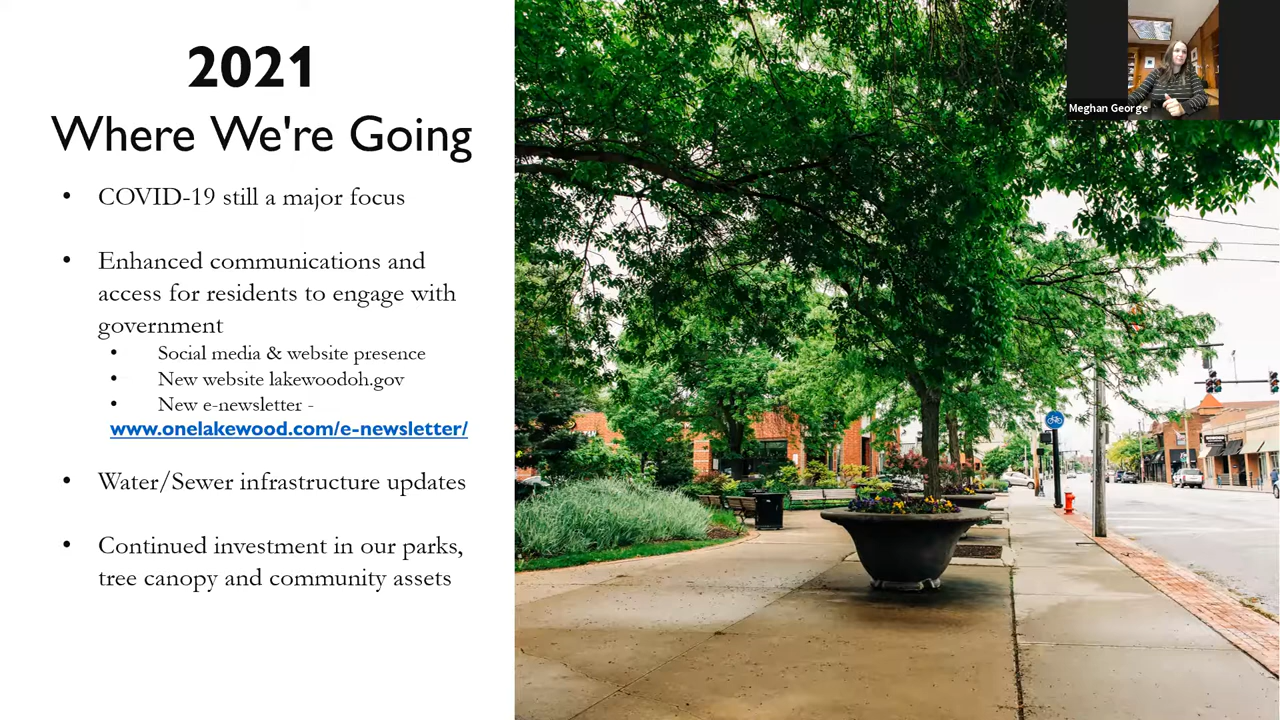 2021
Where We're Going
• COVID-19 still a major focus
• Enhanced communications and
access for residents to engage with
government
• Social media & website presence
• New website lakewoodoh.gov
• New e-newsletter -
www.onelakewood.com/e-newsletter/
• Water/Sewer infrastructure updates
• Continued investment in our parks,
tree canopy and community assets
Meghan George